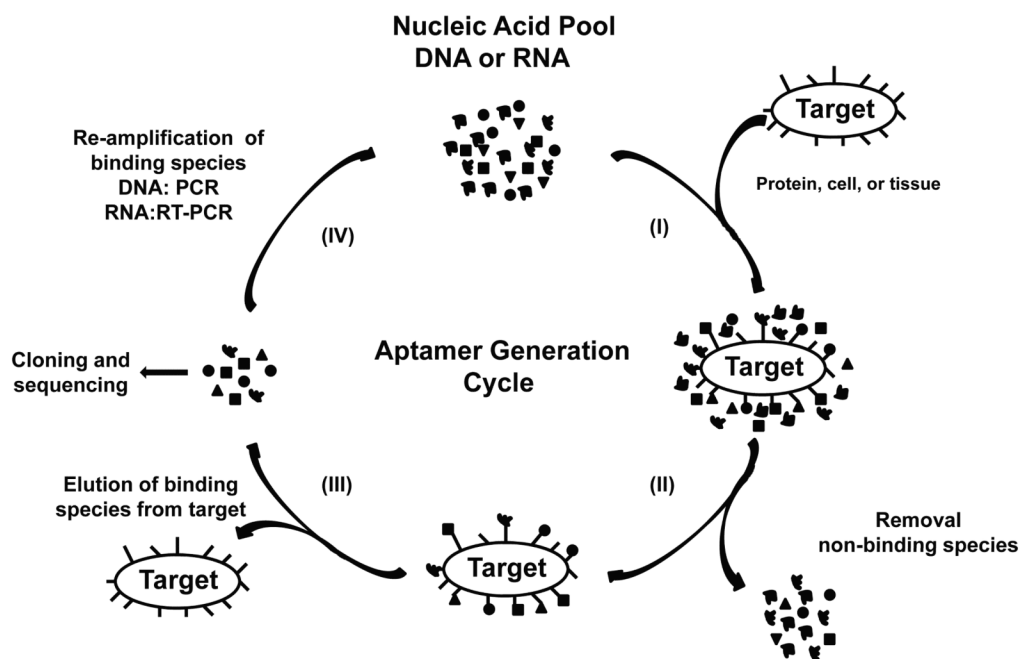 Nucleic Acid Pool
DNA or RNA
Target
Protein, cell, or tissue
Re-amplification of
binding species
DNA: PCR
RNA:RT-PCR
(IV)
(I)
Cloning and
sequencing
Aptamer Generation
Cycle
Target
Elution of binding
species from target
(III)
(II)
Removal
non-binding species
Target
Target